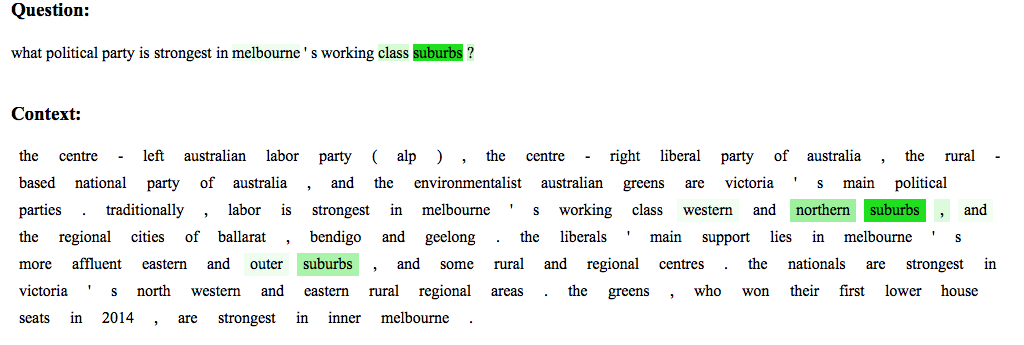 Question:
what political party is strongest in melbourne ' s working class suburbs ?
Context:
the centre - left australian labor party ( alp ) , the centre - right liberal party of australia , the rural -
based national party of australia , and the environmentalist australian greens are victoria ' s main political
parties . traditionally , labor is strongest in melbourne ' s working class western and northern suburbs , and
the regional cities of ballarat , bendigo and geelong . the liberals ' main support lies in melbourne ' s
more affluent eastern and outer suburbs , and some rural and regional centres . the nationals are strongest in
victoria ' s north western and eastern rural regional areas . the greens , who won their first lower house
seats in 2014 , are strongest in inner melbourne .